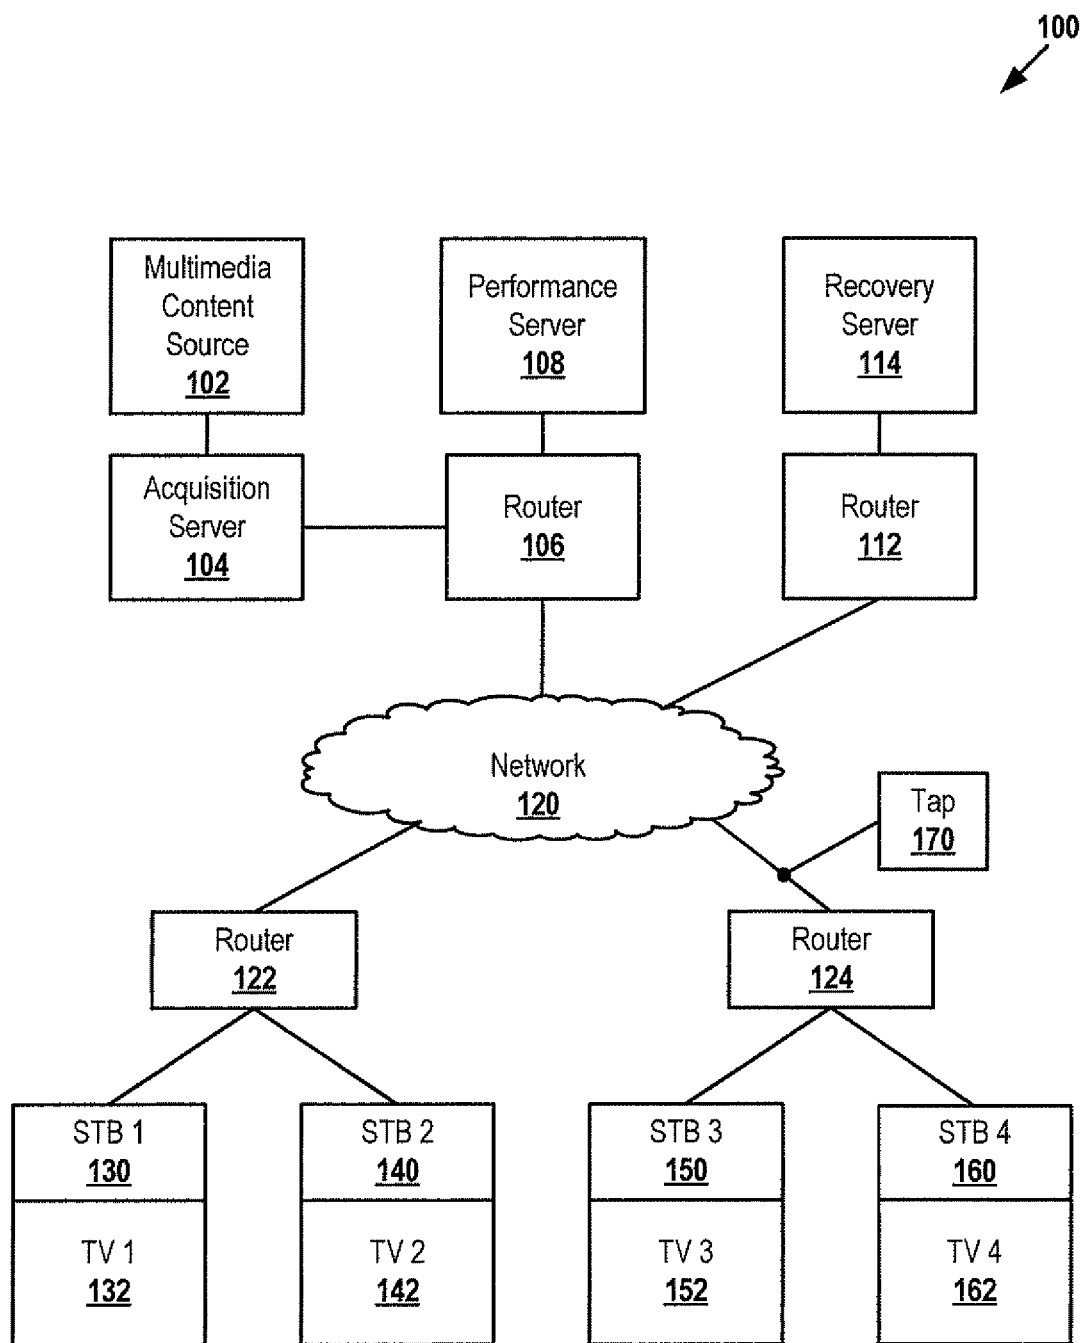 100
Multimedia
Content
Source
102
Performance
Server
108
Recovery
Server
114
Acquisition
Server
104
Router
106
Router
112
Network
120
Tap
170
Router
122
Router
124
STB 1
130
TV 1
132
STB 2
140
TV 2
142
STB 3
150
TV 3
152
STB 4
160
TV 4
162